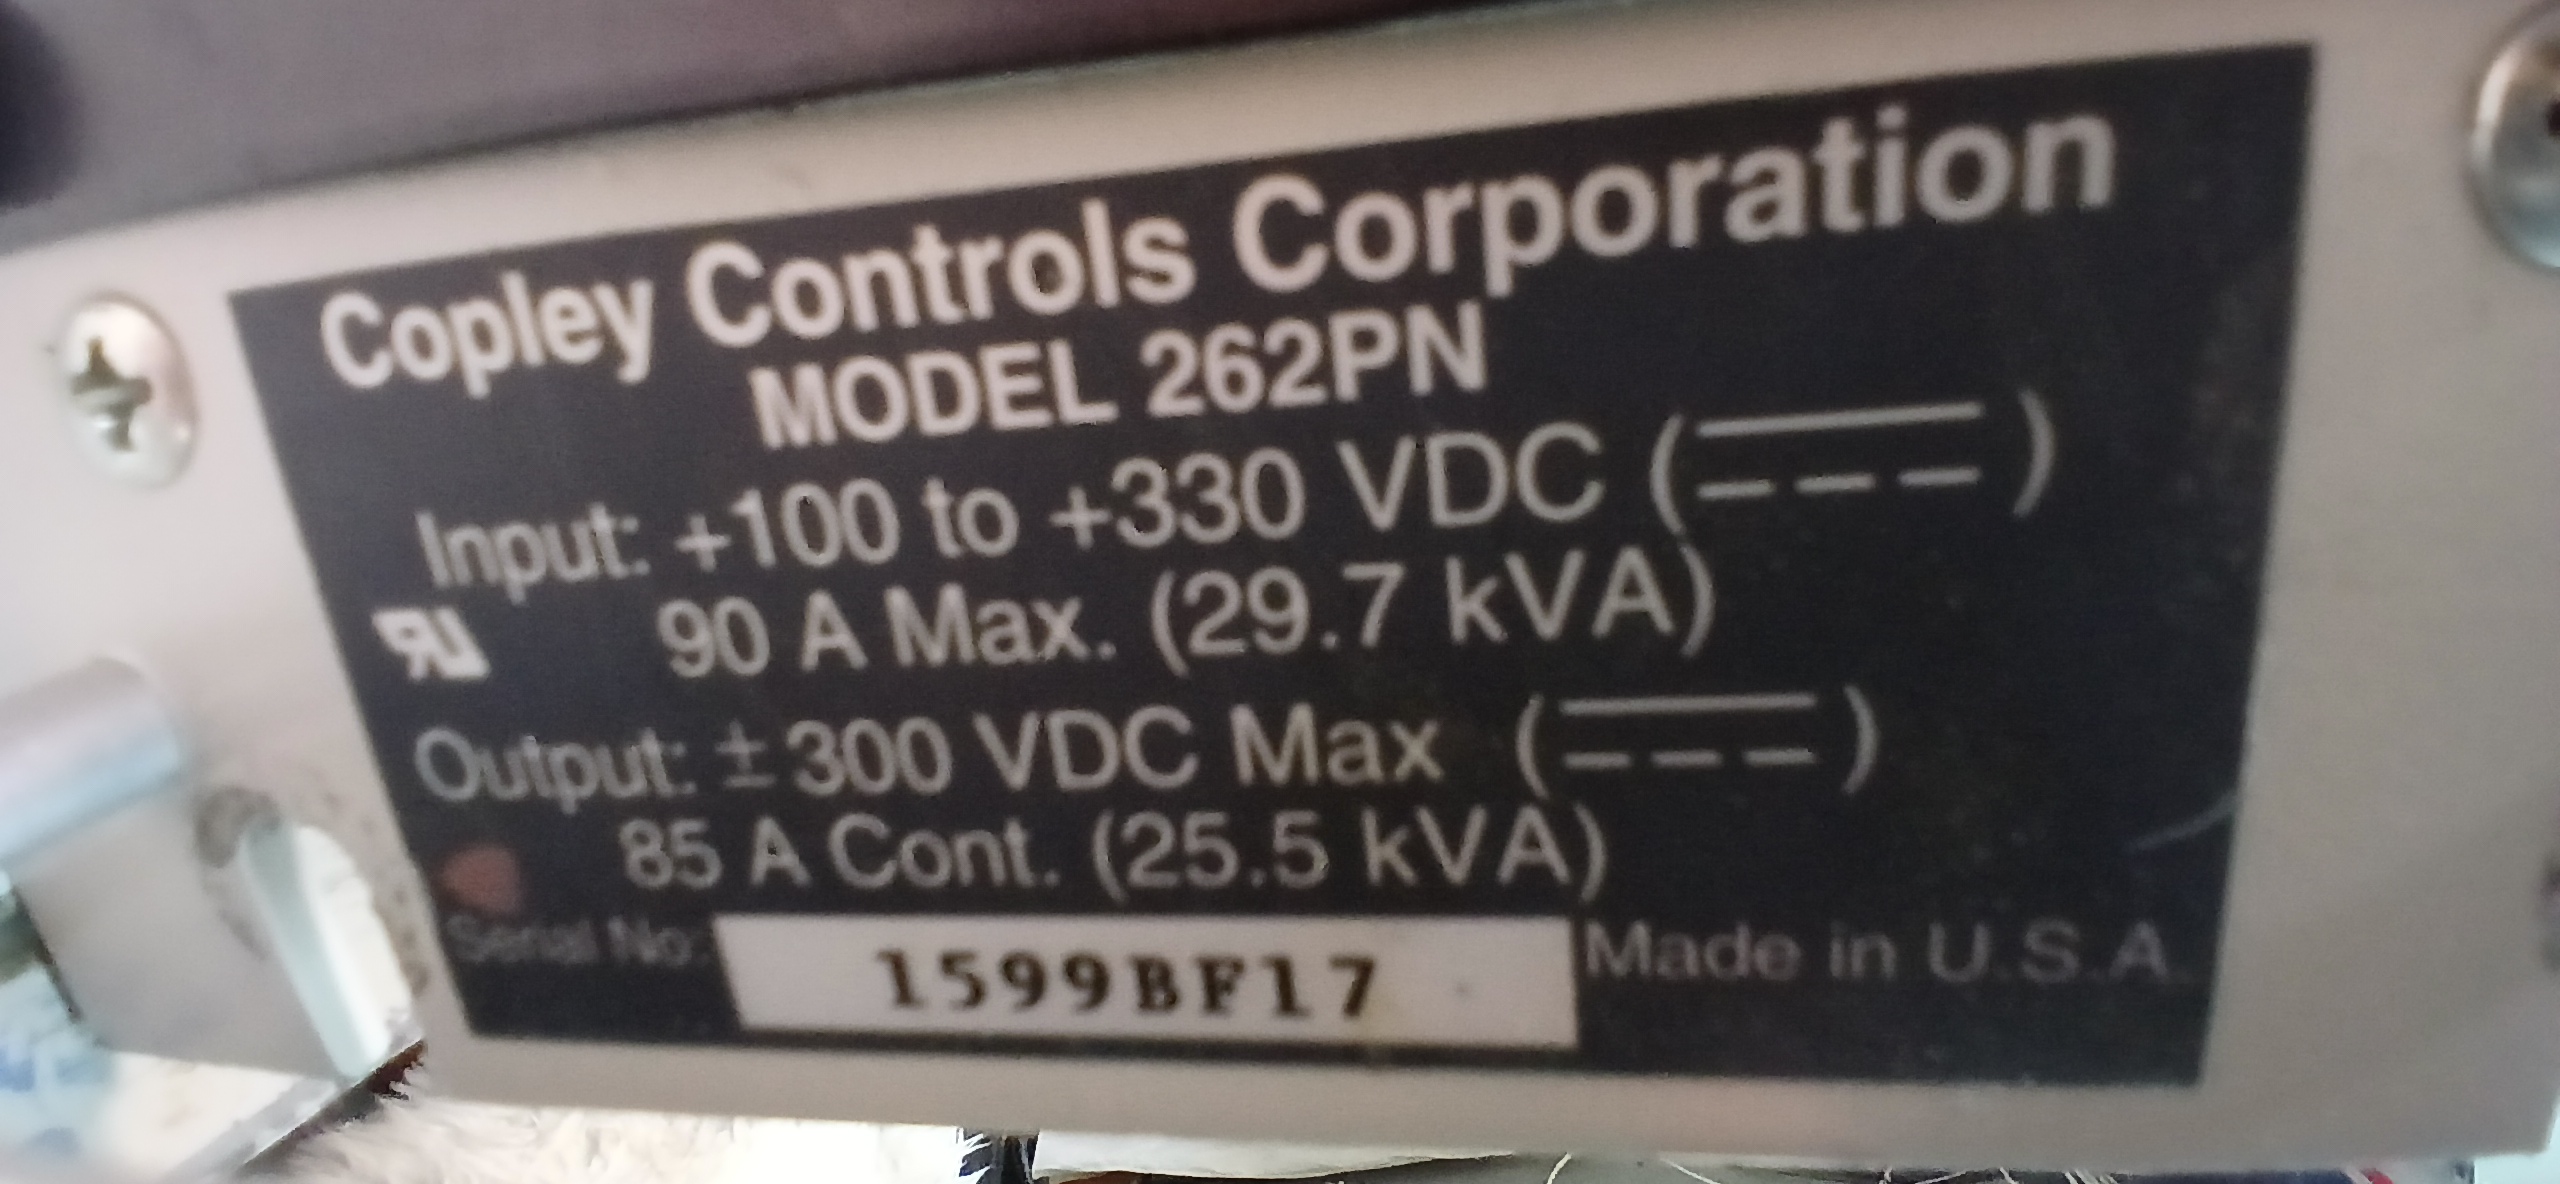 Copley Controls Corporation
MODEL 262PN
Input: +100 to +330 VDC (⎓)
90 A Max. (29.7 kVA)
Output: ±300 VDC Max (⎓)
85 A Cont. (25.5 kVA)
Serial No: 1599BF17 Made in U.S.A.